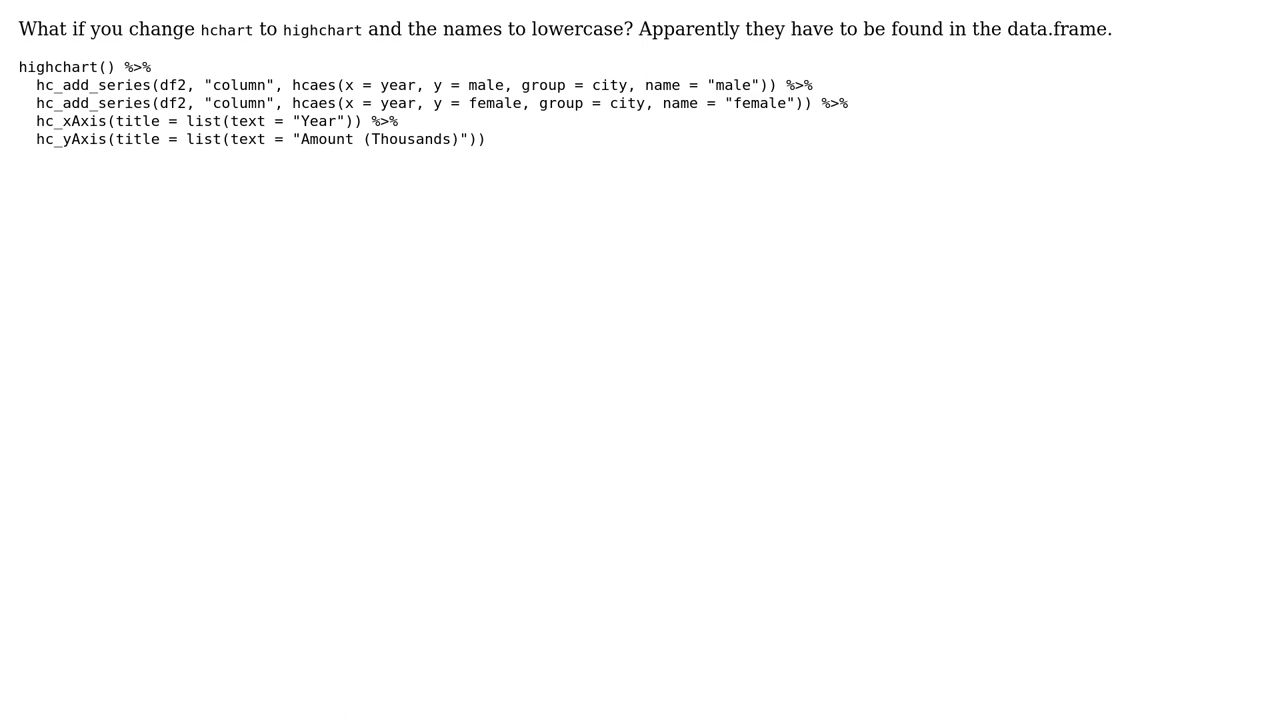 What if you change hchart to highchart and the names to lowercase? Apparently they have to be found in the data.frame.
highchart() %>%
  hc_add_series(df2, "column", hcaes(x = year, y = male, group = city, name = "male")) %>%
  hc_add_series(df2, "column", hcaes(x = year, y = female, group = city, name = "female")) %>%
  hc_xAxis(title = list(text = "Year")) %>%
  hc_yAxis(title = list(text = "Amount (Thousands)"))